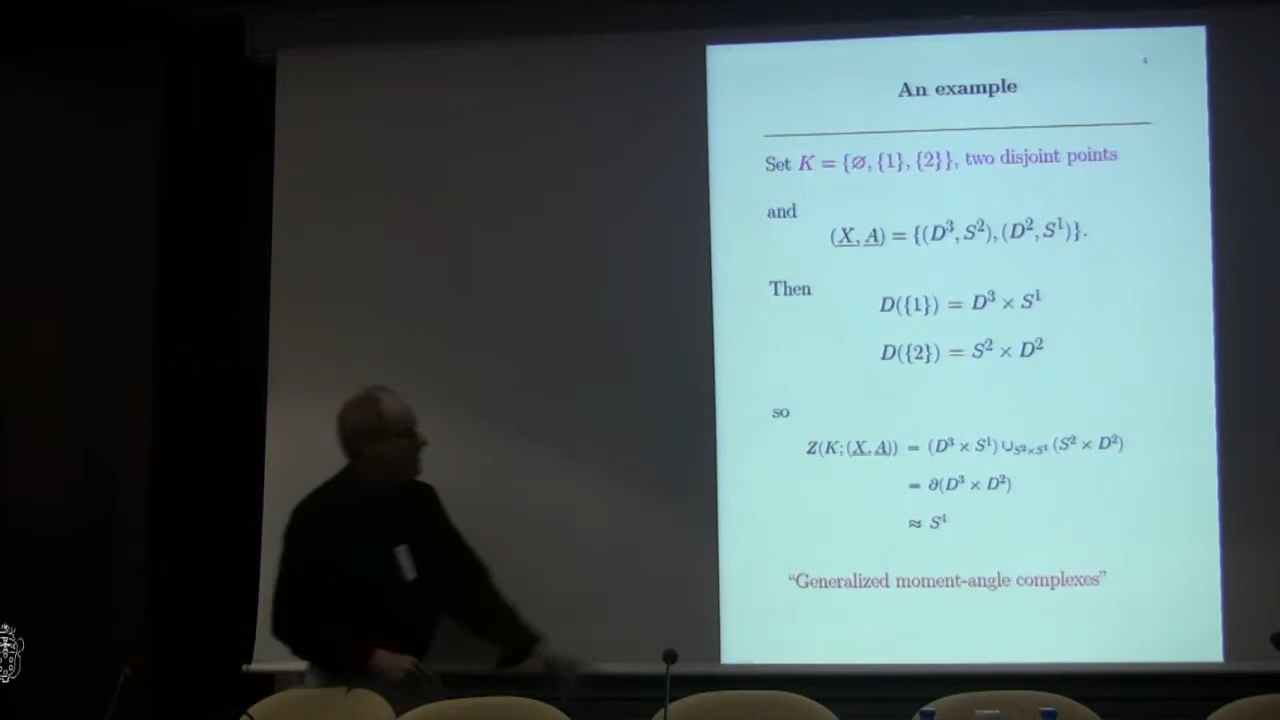 An example
Set K = {∅, {1}, {2}}, two disjoint points
and
(X, A) = {(D³, S²), (D², S¹)}.
Then
D({1}) = D³ × S¹
D({2}) = S² × D²
so
Z(K; (X, A)) = (D³ × S¹) ∪_{S²×S¹} (S² × D²)
= ∂(D³ × D²)
≈ S⁴
“Generalized moment-angle complexes”